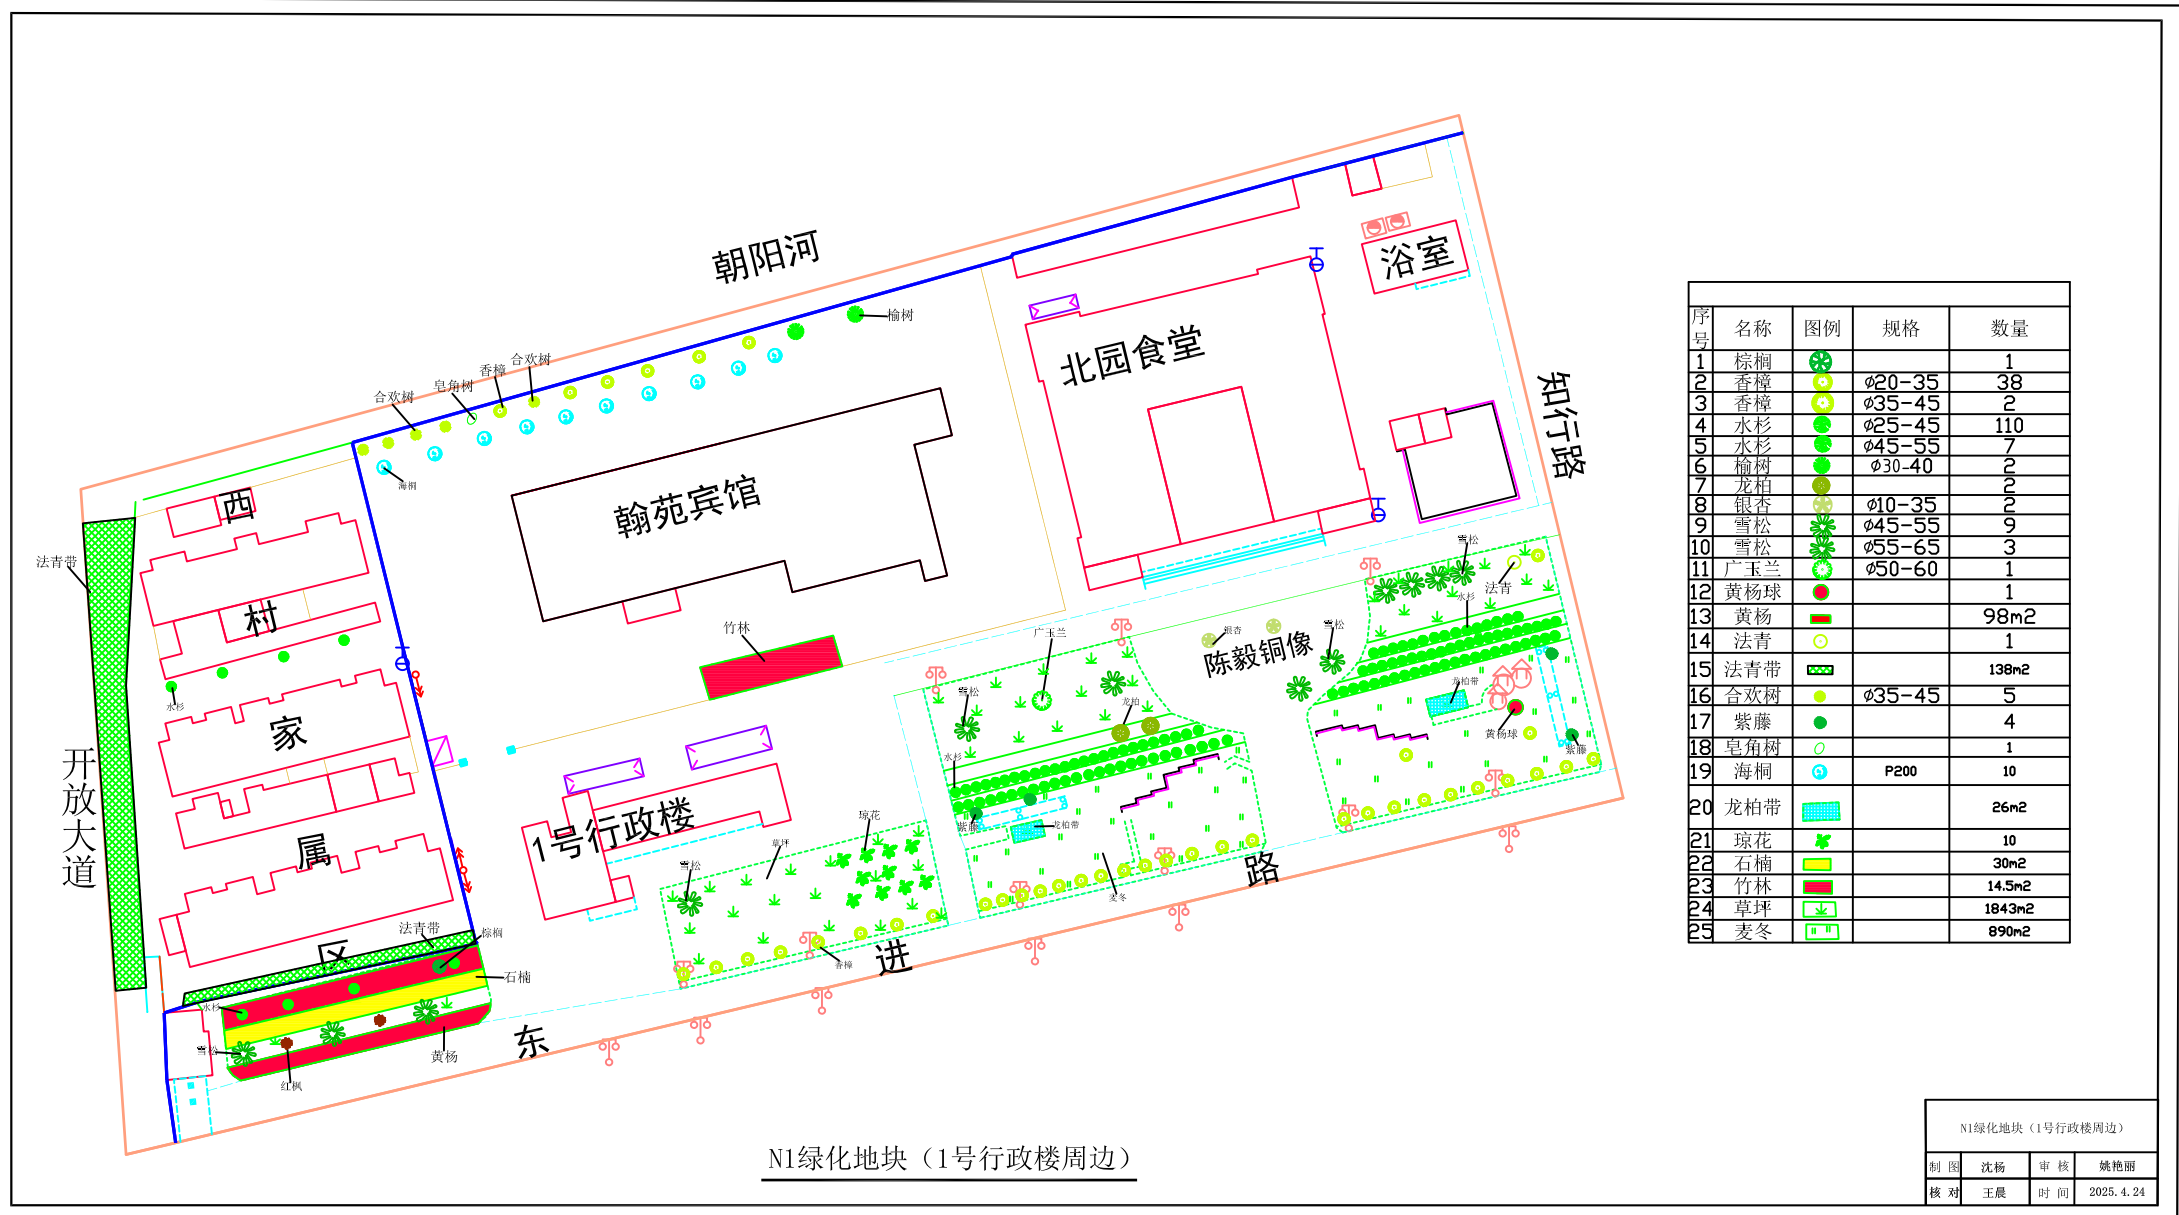 朝阳河
浴室
榆树
合欢树
香樟
皂角树
合欢树
海桐
北园食堂
知行路
翰苑宾馆
西
村
家
属
区
法青带
水杉
开放大道
竹林
广玉兰
银杏
陈毅铜像
雪松
雪松
法青
水杉
雪松
龙柏
龙柏带
黄杨球
紫藤
水杉
紫藤
龙柏带
麦冬
1号行政楼
琼花
草坪
雪松
香樟
法青带
棕榈
石楠
水杉
雪松
红枫
黄杨
东
进
路
序号 名称 图例 规格 数量
1 棕榈 1
2 香樟 φ20-35 38
3 香樟 φ35-45 2
4 水杉 φ25-45 110
5 水杉 φ45-55 7
6 榆树 φ30-40 2
7 龙柏 2
8 银杏 φ10-35 2
9 雪松 φ45-55 9
10 雪松 φ55-65 3
11 广玉兰 φ50-60 1
12 黄杨球 1
13 黄杨 98m2
14 法青 1
15 法青带 138m2
16 合欢树 φ35-45 5
17 紫藤 4
18 皂角树 1
19 海桐 P200 10
20 龙柏带 26m2
21 琼花 10
22 石楠 30m2
23 竹林 14.5m2
24 草坪 1843m2
25 麦冬 890m2
N1绿化地块（1号行政楼周边）
N1绿化地块（1号行政楼周边）
制 图 沈杨 审 核 姚艳丽
核 对 王晨 时 间 2025.4.24